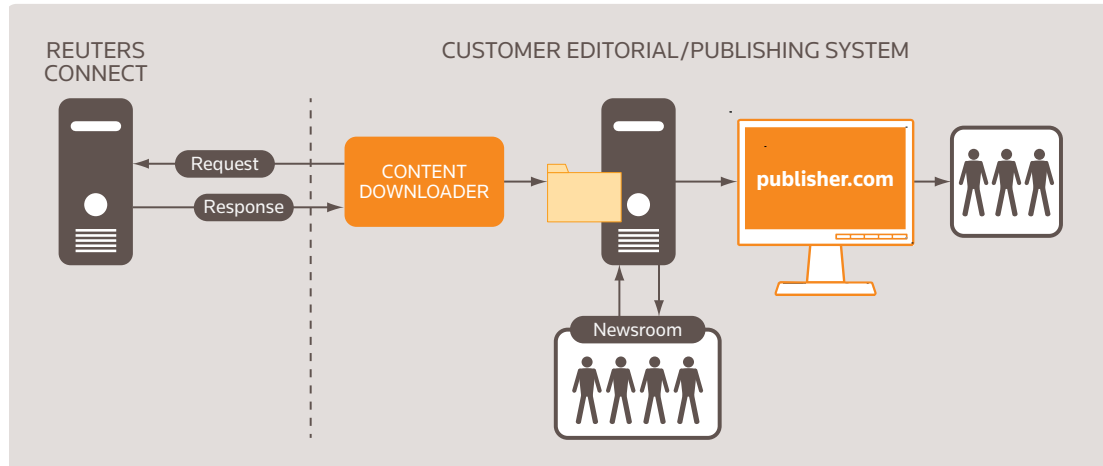 REUTERS
CONNECT
CUSTOMER EDITORIAL/PUBLISHING SYSTEM
Request
Response
CONTENT
DOWNLOADER
publisher.com
Newsroom